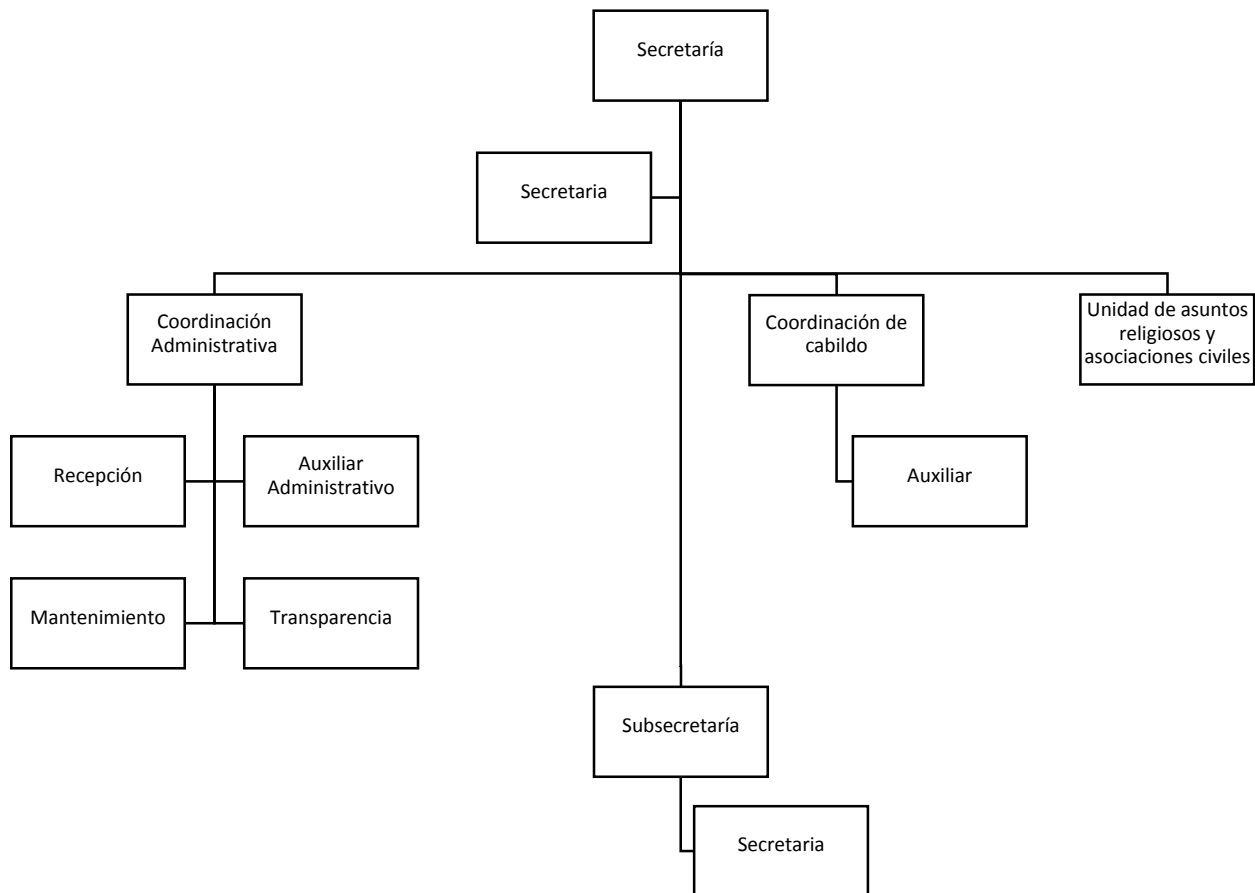 Secretaría
Secretaria
Coordinación
Administrativa
Coordinación de
cabildo
Unidad de asuntos
religiosos y
asociaciones civiles
Recepción
Auxiliar
Administrativo
Auxiliar
Mantenimiento
Transparencia
Subsecretaría
Secretaria